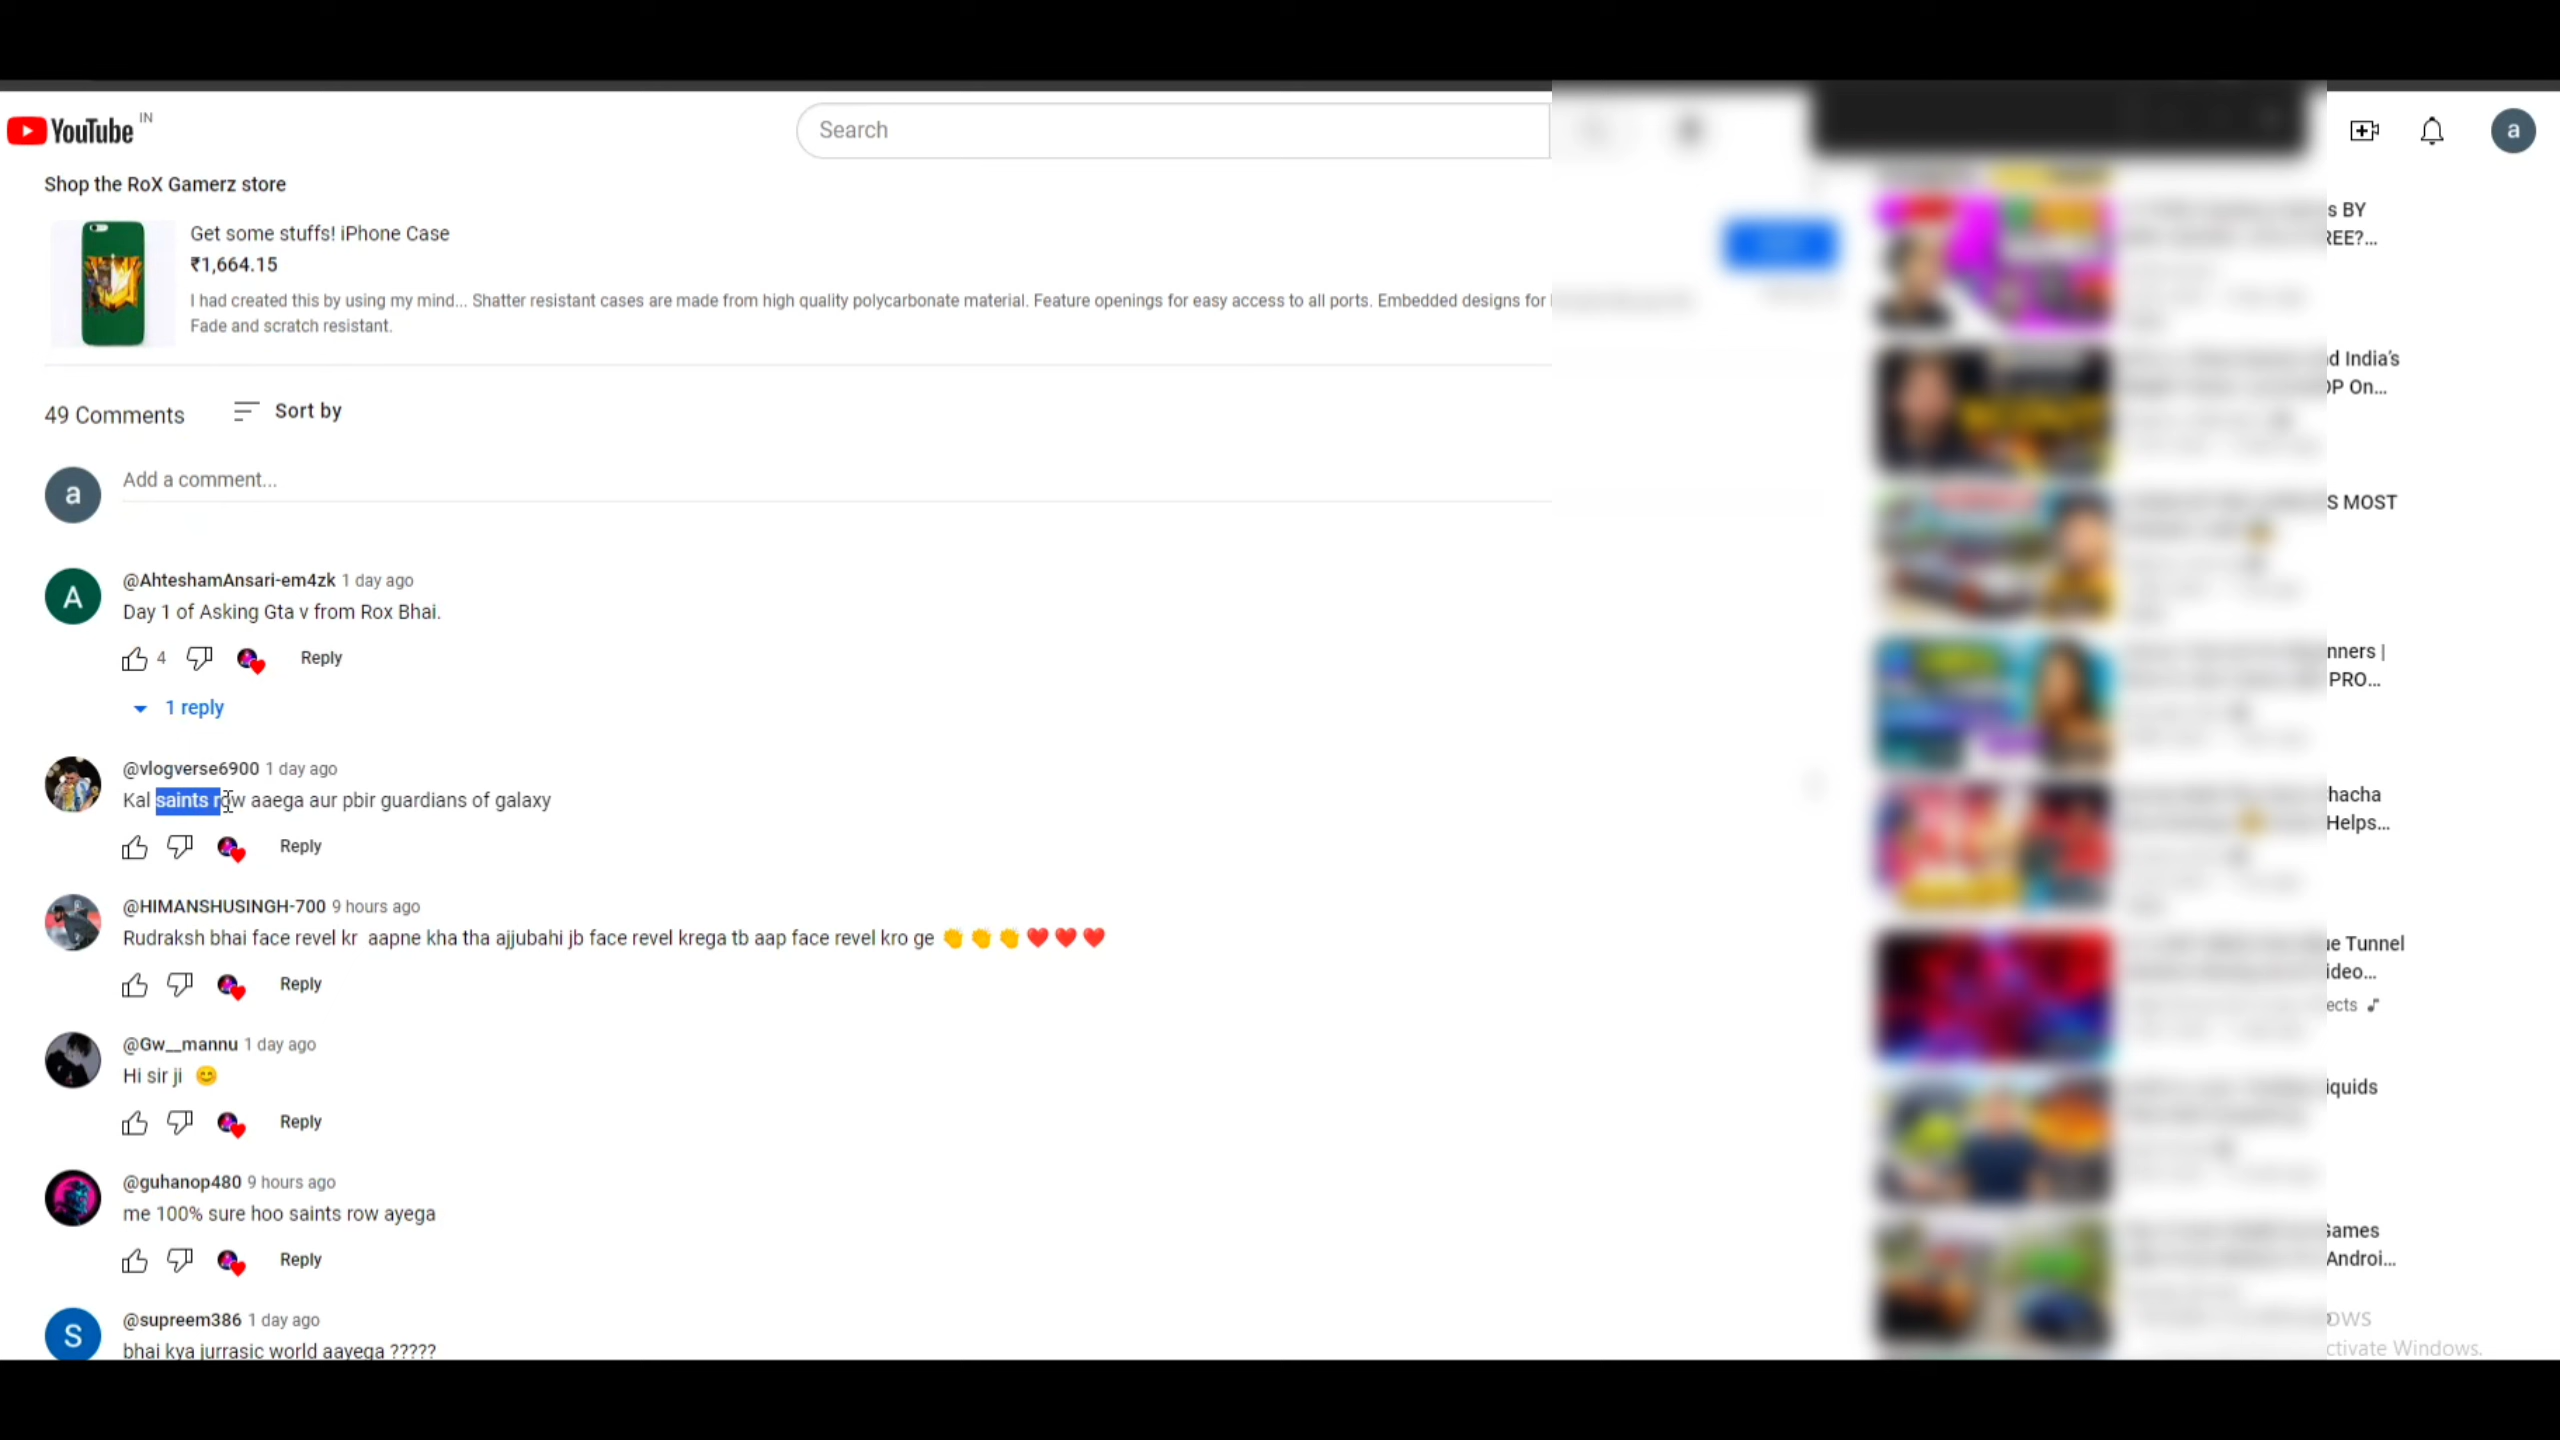 YouTube IN
Search
a
Shop the RoX Gamerz store
Get some stuffs! iPhone Case
₹1,664.15
I had created this by using my mind... Shatter resistant cases are made from high quality polycarbonate material. Feature openings for easy access to all ports. Embedded designs for
Fade and scratch resistant.
49 Comments
Sort by
a
Add a comment...
A
@AhteshamAnsari-em4zk 1 day ago
Day 1 of Asking Gta v from Rox Bhai.
4 Reply
1 reply
@vlogverse6900 1 day ago
Kal saints row aaega aur pbir guardians of galaxy
Reply
@HIMANSHUSINGH-700 9 hours ago
Rudraksh bhai face revel kr aapne kha tha ajjubahi jb face revel krega tb aap face revel kro ge 👏👏👏❤️❤️❤️
Reply
@Gw__mannu 1 day ago
Hi sir ji 😊
Reply
@guhanop480 9 hours ago
me 100% sure hoo saints row ayega
Reply
S
@supreem386 1 day ago
bhai kya jurrasic world aayega ?????
s BY
REE?...
d India's
OP On...
S MOST
nners |
PRO...
hacha
Helps...
ue Tunnel
ideo...
ects
iquids
Games
Androi...
ows
ctivate Windows.